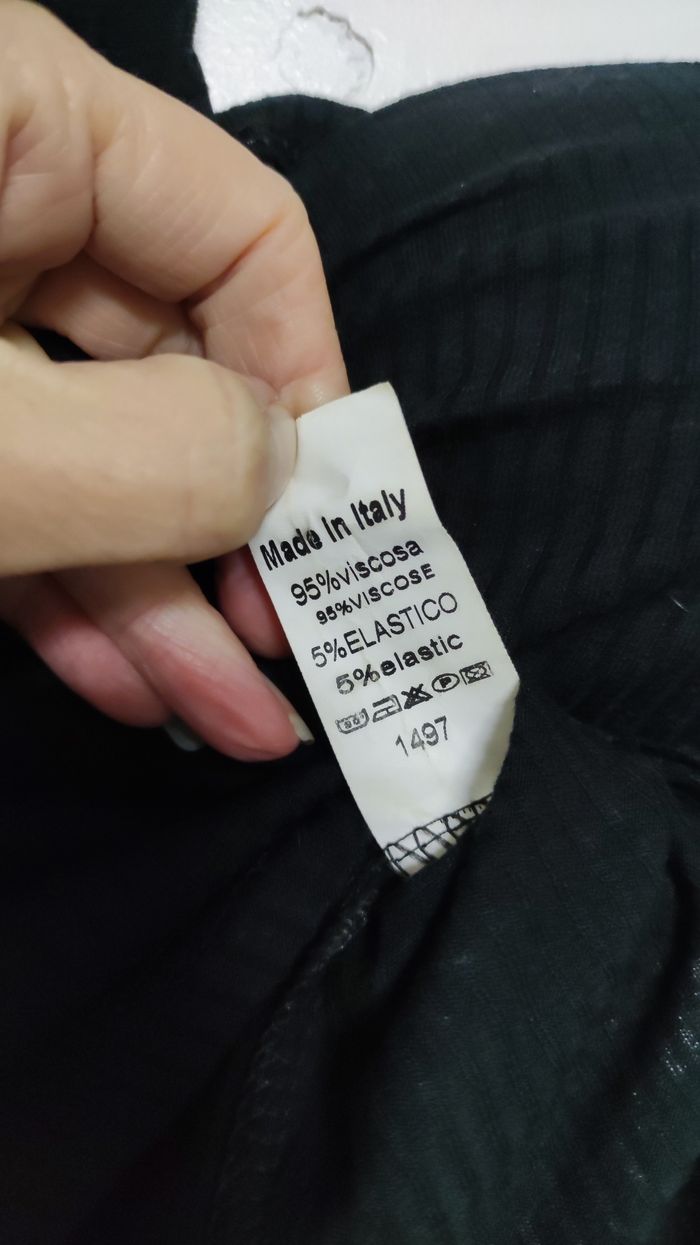 Made In Italy
95%viscosa
95%VISCOSE
5%ELASTICO
5%elastic
1497